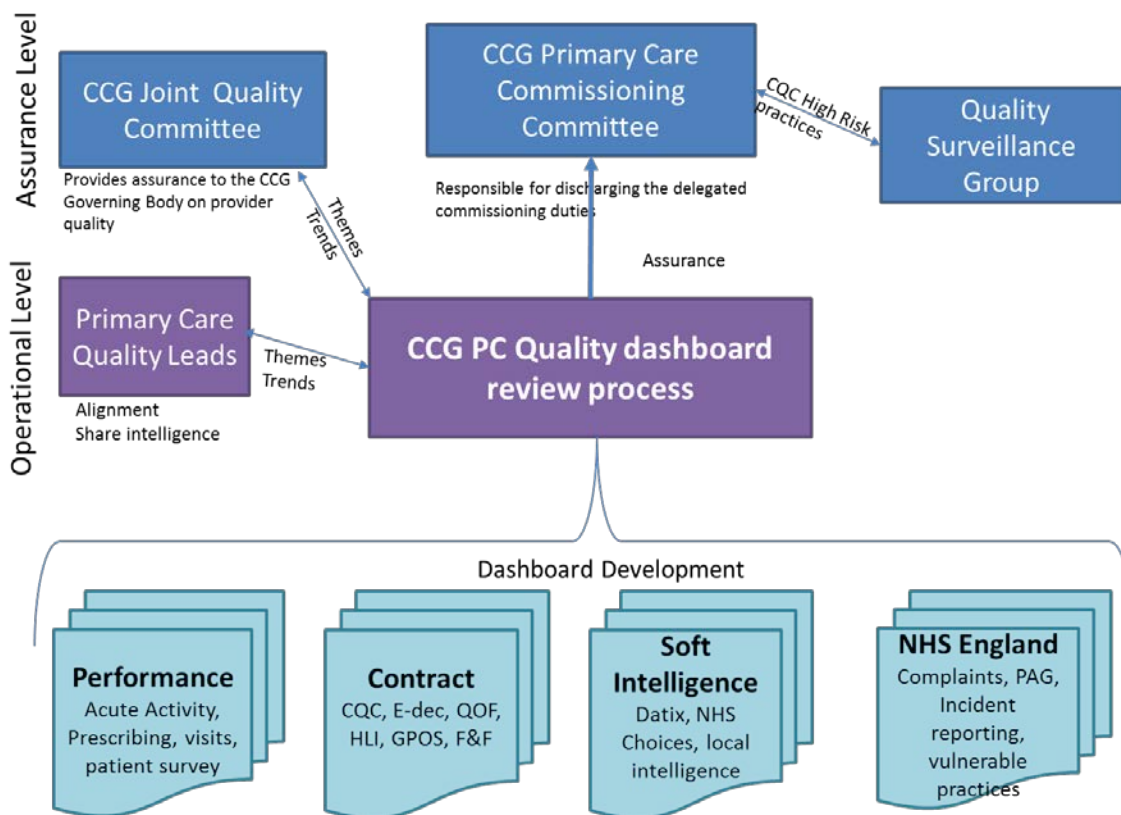 Assurance Level
CCG Joint Quality
Committee
Provides assurance to the CCG
Governing Body on provider
quality
CCG Primary Care
Commissioning
Committee
Responsible for discharging the delegated
commissioning duties
CQC High Risk
practices
Quality
Surveillance
Group
Themes
Trends
Assurance
Operational Level
Primary Care
Quality Leads
Alignment
Share intelligence
Themes
Trends
CCG PC Quality dashboard
review process
Dashboard Development
Performance
Acute Activity,
Prescribing, visits,
patient survey
Contract
CQC, E-dec, QOF,
HLI, GPOS, F&F
Soft
Intelligence
Datix, NHS
Choices, local
intelligence
NHS England
Complaints, PAG,
Incident
reporting,
vulnerable
practices